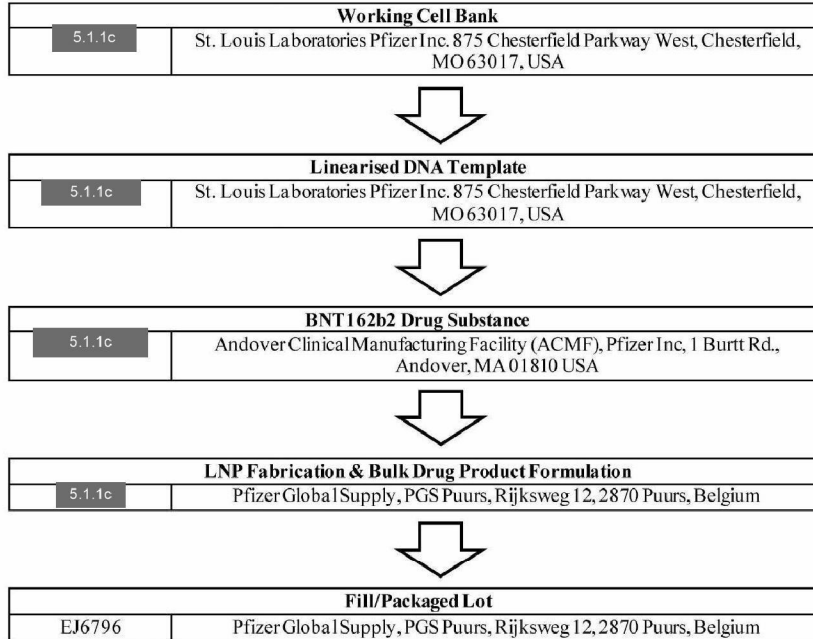 Working Cell Bank
5.1.1c
St. Louis Laboratories Pfizer Inc. 875 Chesterfield Parkway West, Chesterfield,
MO 63017, USA
Linearised DNA Template
5.1.1c
St. Louis Laboratories Pfizer Inc. 875 Chesterfield Parkway West, Chesterfield,
MO 63017, USA
BNT162b2 Drug Substance
5.1.1c
Andover Clinical Manufacturing Facility (ACMF), Pfizer Inc, 1 Burtt Rd.,
Andover, MA 01810 USA
LNP Fabrication & Bulk Drug Product Formulation
5.1.1c
Pfizer Global Supply, PGS Puurs, Rijksweg 12, 2870 Puurs, Belgium
Fill/Packaged Lot
EJ6796
Pfizer Global Supply, PGS Puurs, Rijksweg 12, 2870 Puurs, Belgium